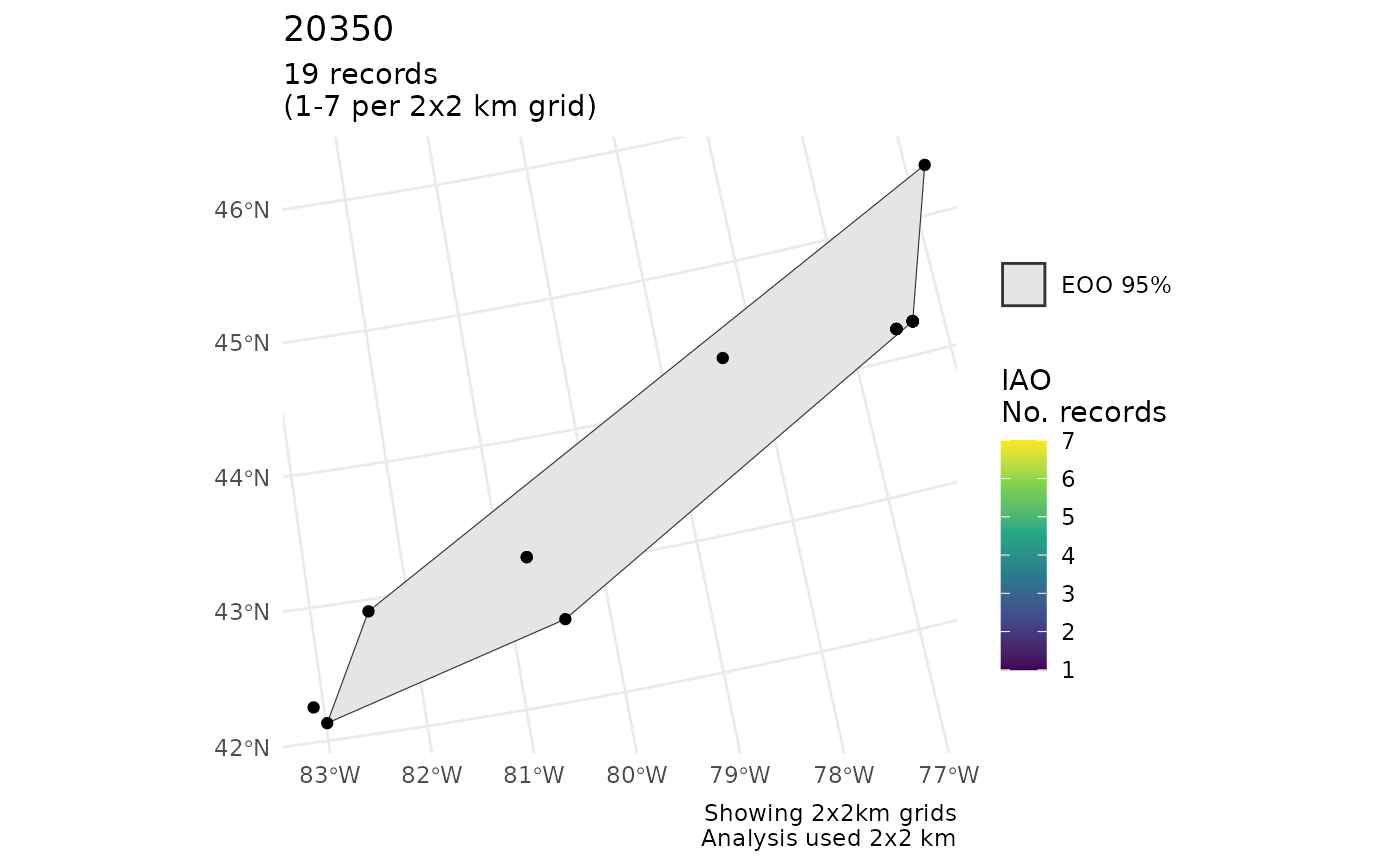 20350
19 records
(1-7 per 2x2 km grid)
46°N
45°N
44°N
43°N
42°N
83°W
82°W
81°W
80°W
79°W
78°W
77°W
EOO 95%
IAO
No. records
7
6
5
4
3
2
1
Showing 2x2km grids
Analysis used 2x2 km